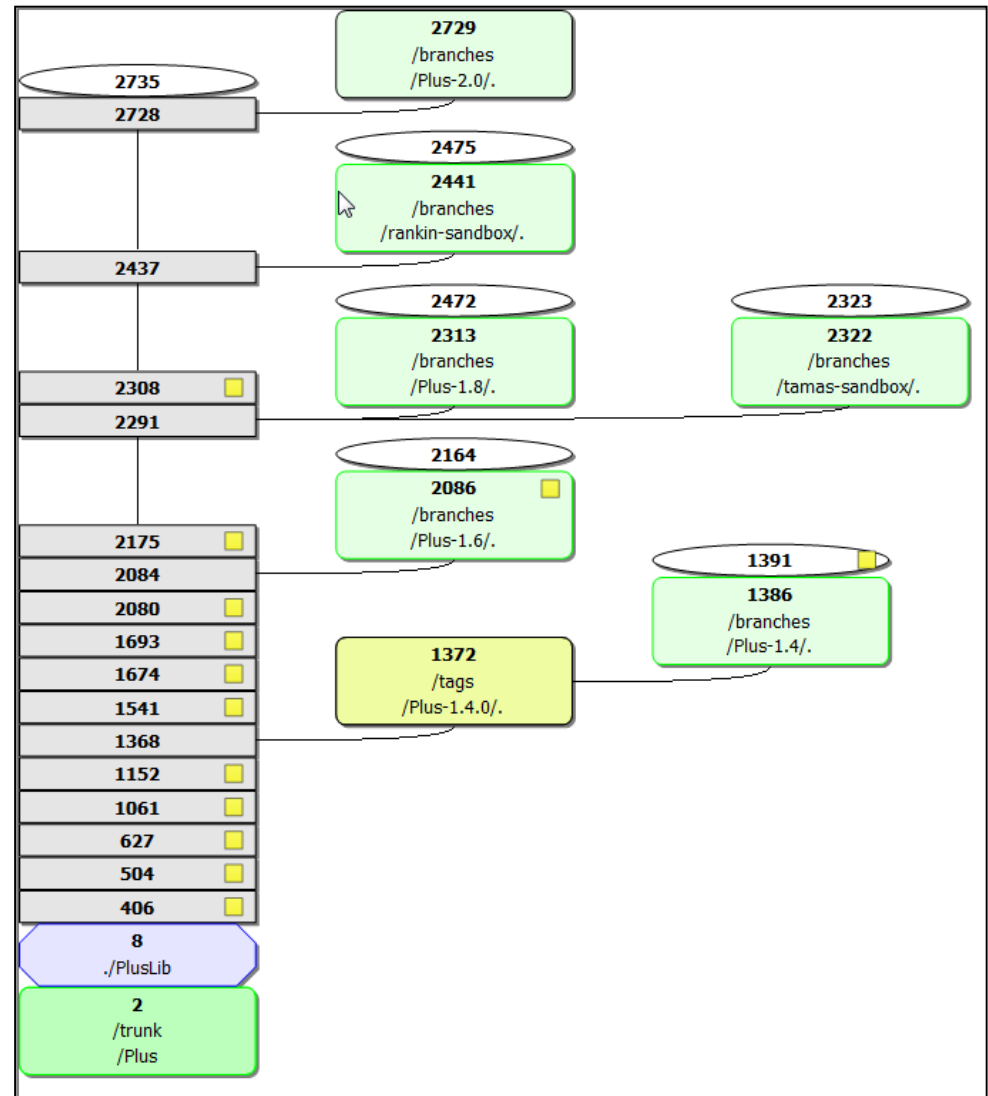 2729
/branches
/Plus-2.0/.
2735
2728
2475
2441
/branches
/rankin-sandbox/.
2437
2472
2313
/branches
/Plus-1.8/.
2323
2322
/branches
/tamas-sandbox/.
2308
2291
2164
2086
/branches
/Plus-1.6/.
2175
2084
2080
1693
1674
1541
1368
1152
1061
627
504
406
1391
1386
/branches
/Plus-1.4/.
1372
/tags
/Plus-1.4.0/.
8
./PlusLib
2
/trunk
/Plus